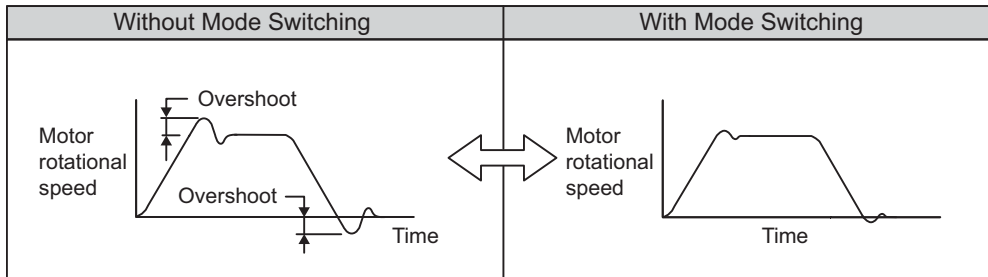 Without Mode Switching
With Mode Switching
Overshoot
Motor
rotational
speed
Overshoot
Time
Motor
rotational
speed
Time